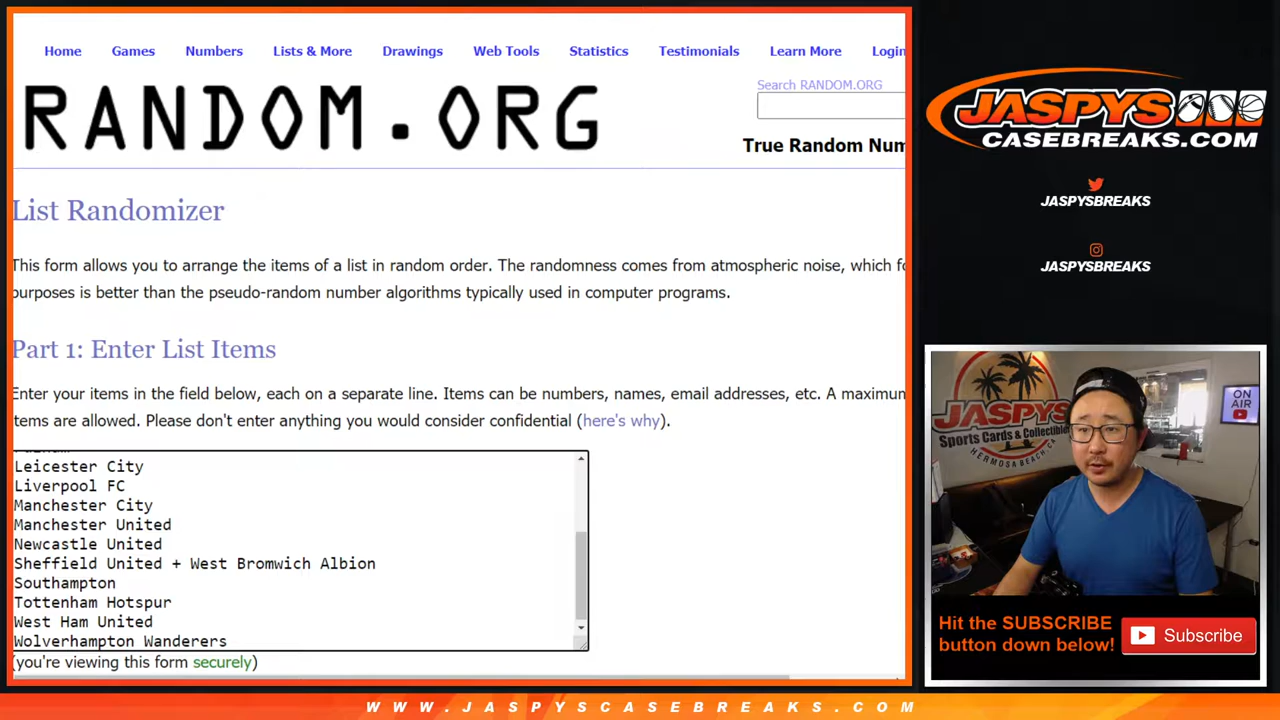 Home Games Numbers Lists & More Drawings Web Tools Statistics Testimonials Learn More Login
RANDOM.ORG
Search RANDOM.ORG
True Random Num
List Randomizer
This form allows you to arrange the items of a list in random order. The randomness comes from atmospheric noise, which fo
purposes is better than the pseudo-random number algorithms typically used in computer programs.
Part 1: Enter List Items
Enter your items in the field below, each on a separate line. Items can be numbers, names, email addresses, etc. A maximum
items are allowed. Please don't enter anything you would consider confidential (here's why).
Leicester City
Liverpool FC
Manchester City
Manchester United
Newcastle United
Sheffield United + West Bromwich Albion
Southampton
Tottenham Hotspur
West Ham United
Wolverhampton Wanderers
(you're viewing this form securely)
JASPYS
CASEBREAKS.COM
JASPYSBREAKS
JASPYSBREAKS
JASPYS
Sports Cards & Collectibles
HERMOSA BEACH, CA
ON
AIR
Hit the SUBSCRIBE
button down below!
Subscribe
WWW.JASPYSCASEBREAKS.COM